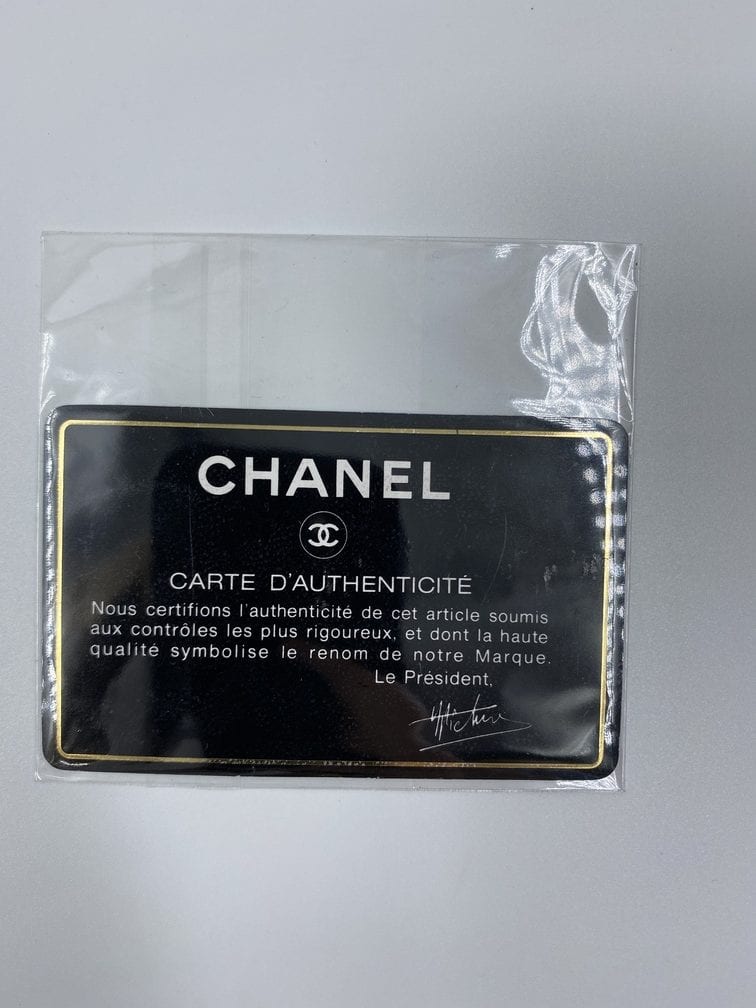 CHANEL
CARTE D'AUTHENTICITÉ
Nous certifions l'authenticité de cet article soumis
aux contrôles les plus rigoureux, et dont la haute
qualité symbolise le renom de notre Marque.
Le Président,